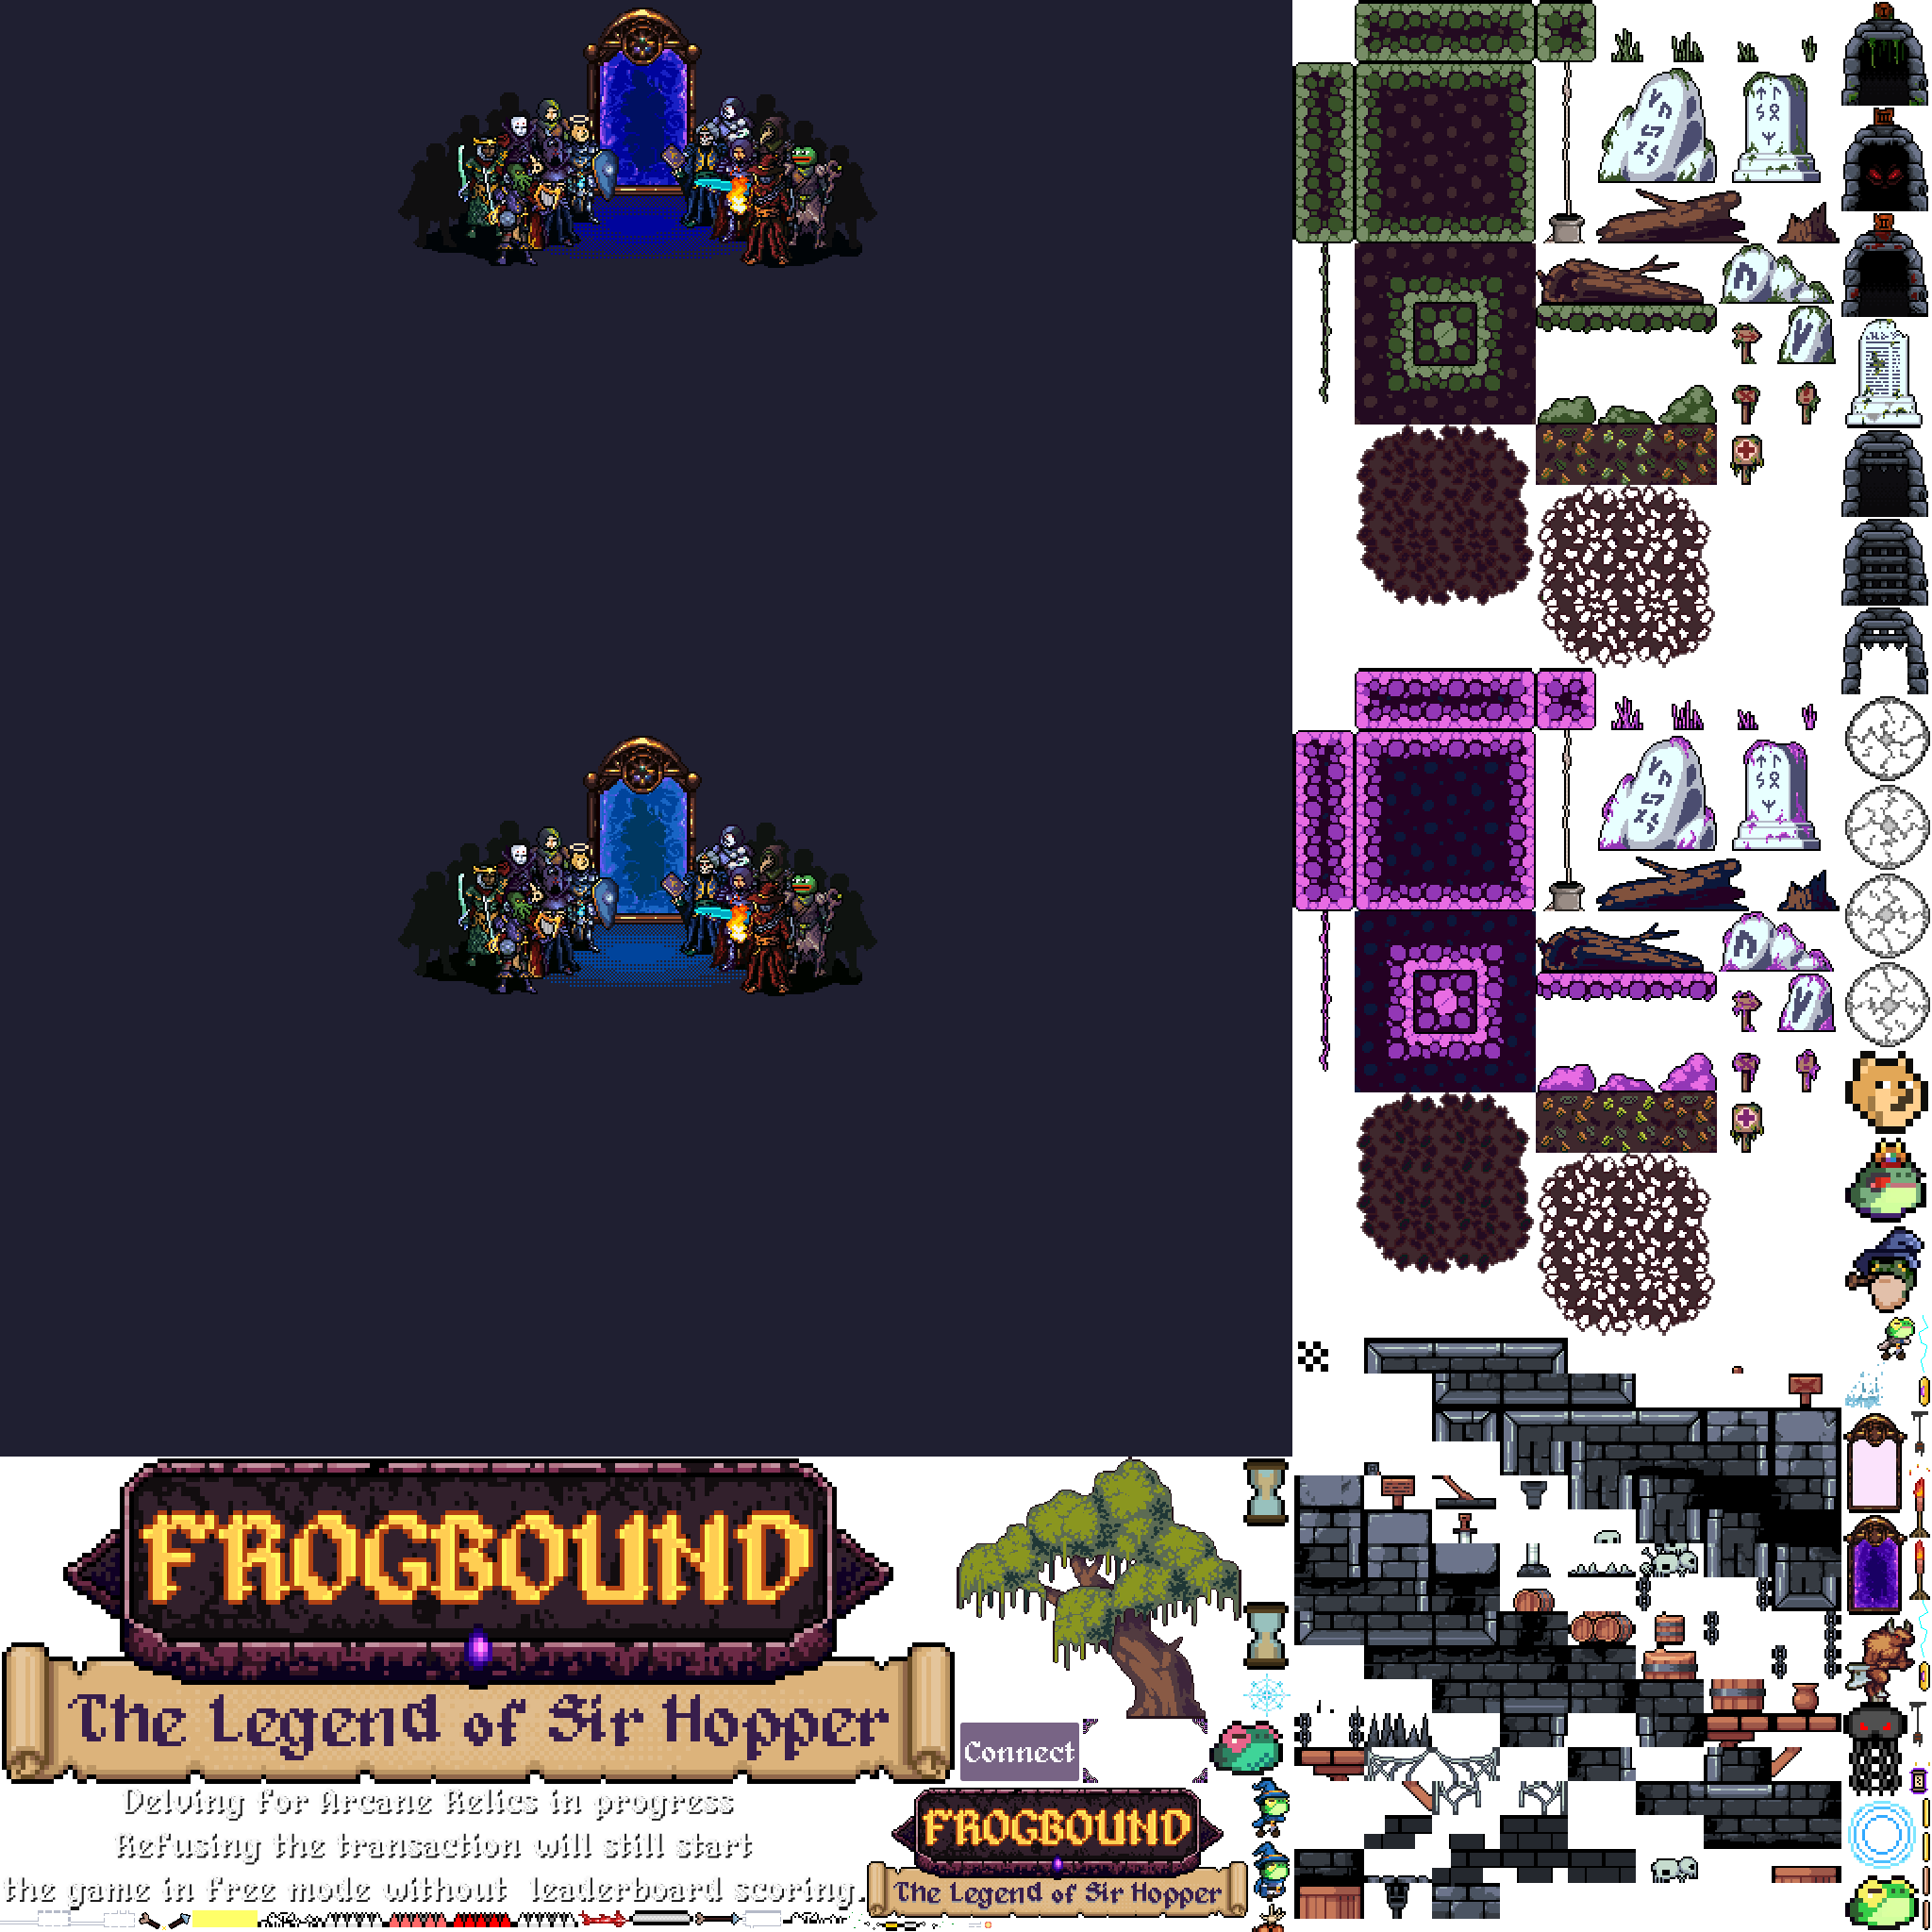 FROGBOUND
The Legend of Sir Hopper
Connect
Delving for Arcane Relics in progress
Refusing the transaction will still start
the game in free mode without leaderboard scoring.
FROGBOUND
The Legend of Sir Hopper